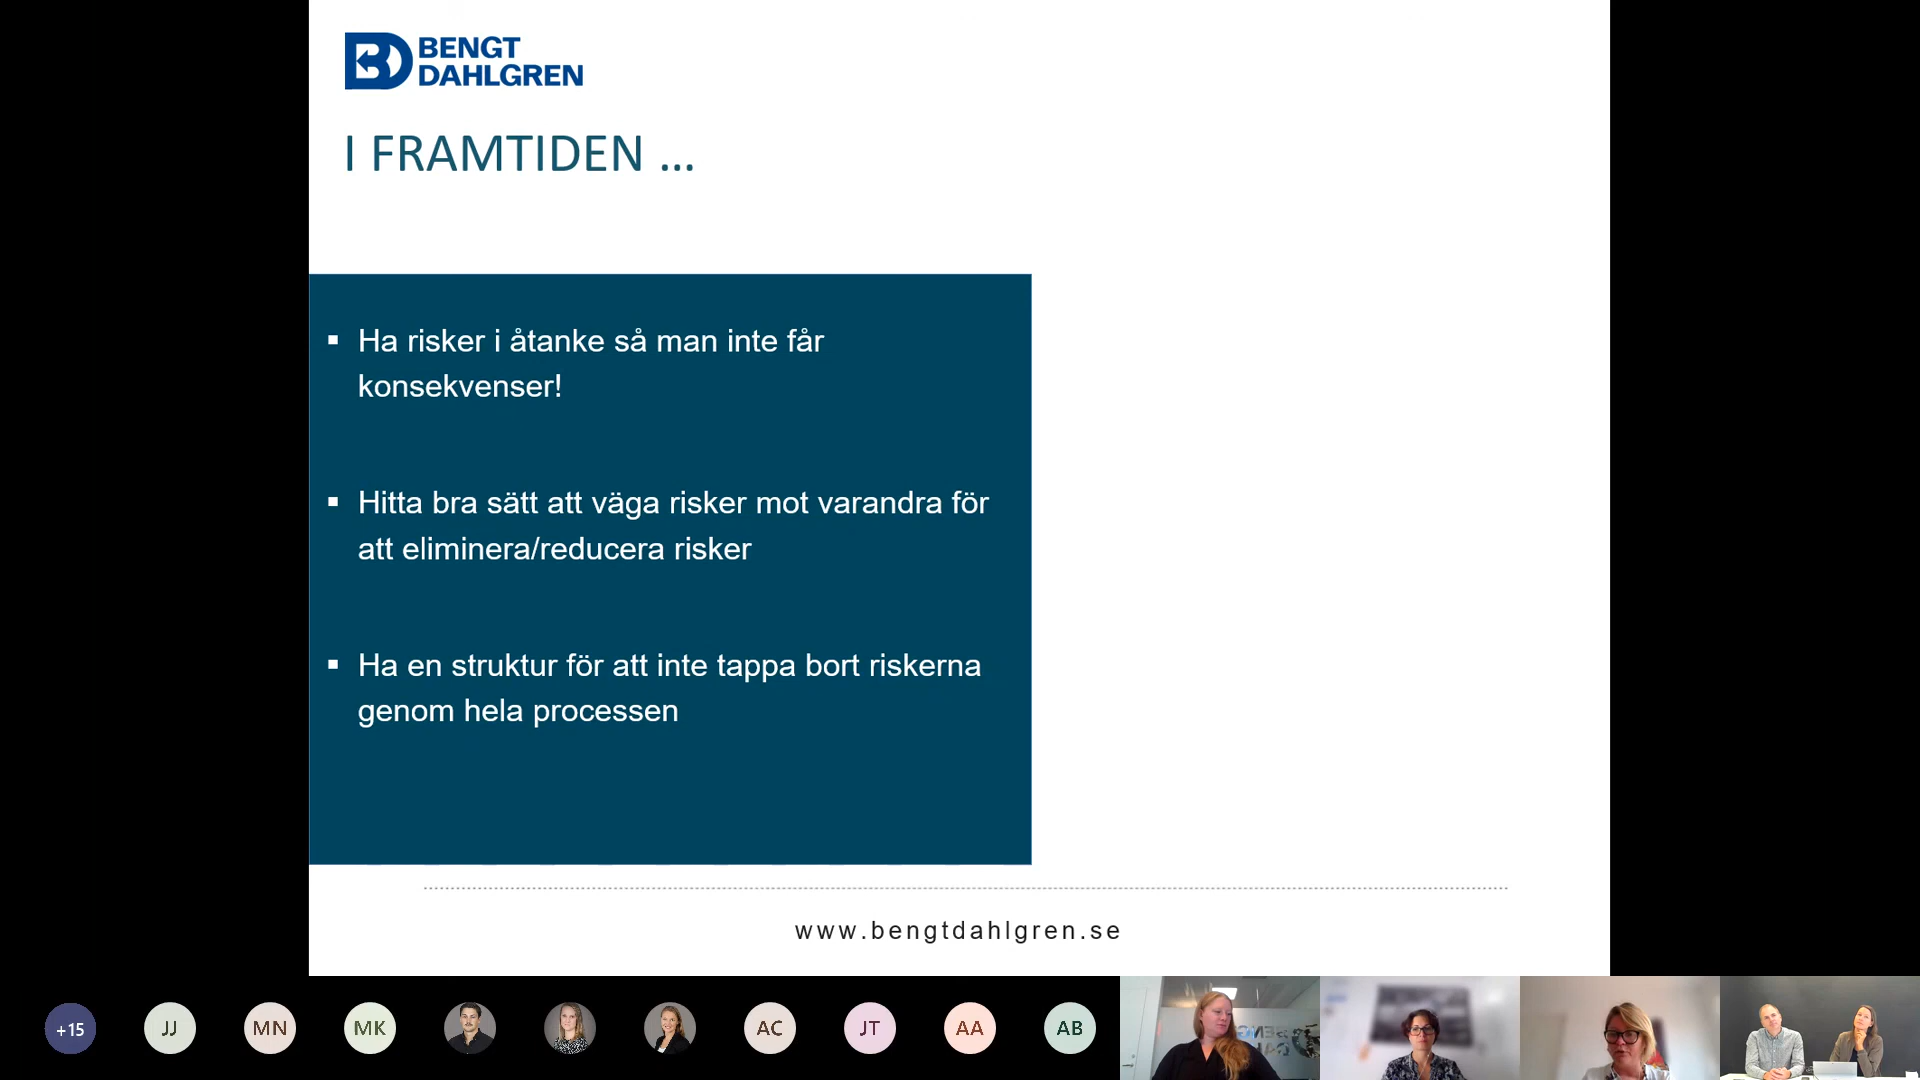 BENGT
DAHLGREN
I FRAMTIDEN ...
▪ Ha risker i åtanke så man inte får
konsekvenser!
▪ Hitta bra sätt att väga risker mot varandra för
att eliminera/reducera risker
▪ Ha en struktur för att inte tappa bort riskerna
genom hela processen
www.bengtdahlgren.se
+15
JJ
MN
MK
AC
JT
AA
AB